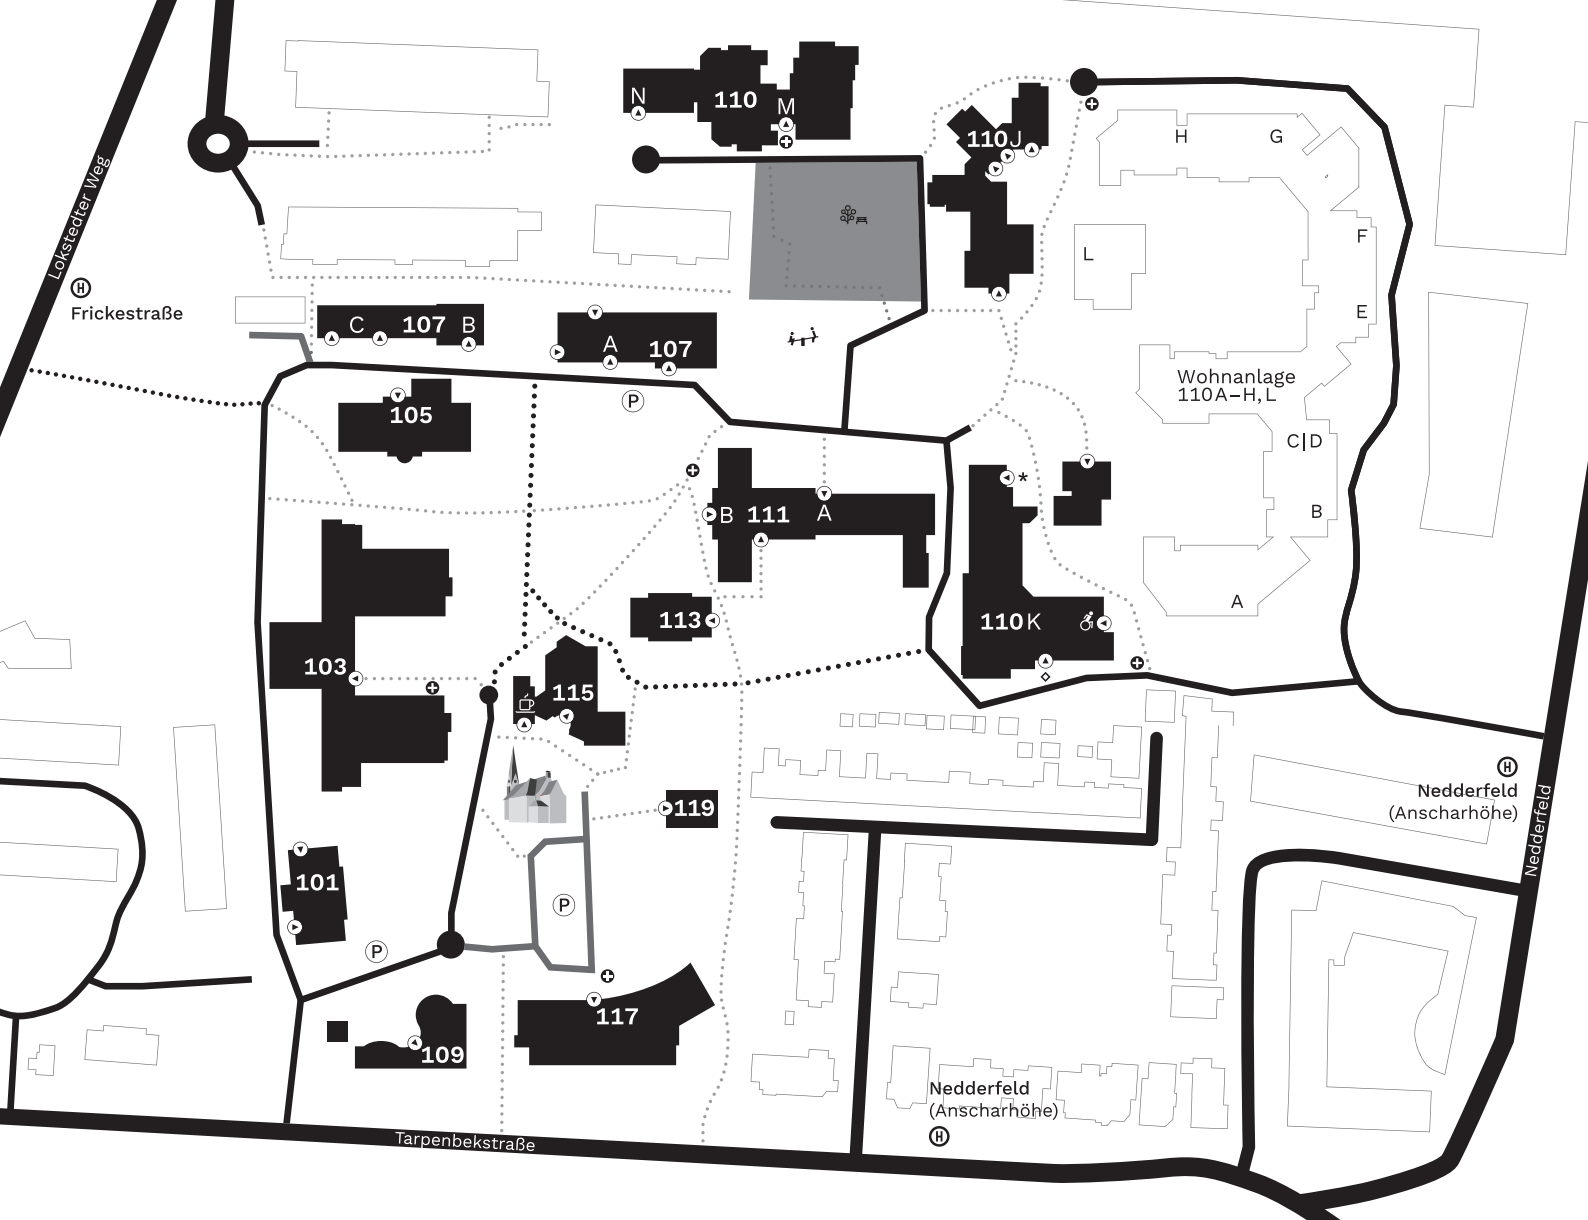 N
110
M
110J
H
G
Lokstedter Weg
F
L
H
Frickestraße
E
C
107
B
A
107
Wohnanlage
110A–H, L
P
105
C|D
*
B
111
A
B
113
110K
A
103
115
H
Nedderfeld
(Anscharhöhe)
119
Nedderfeld
101
P
P
117
109
Nedderfeld
(Anscharhöhe)
H
Tarpenbekstraße